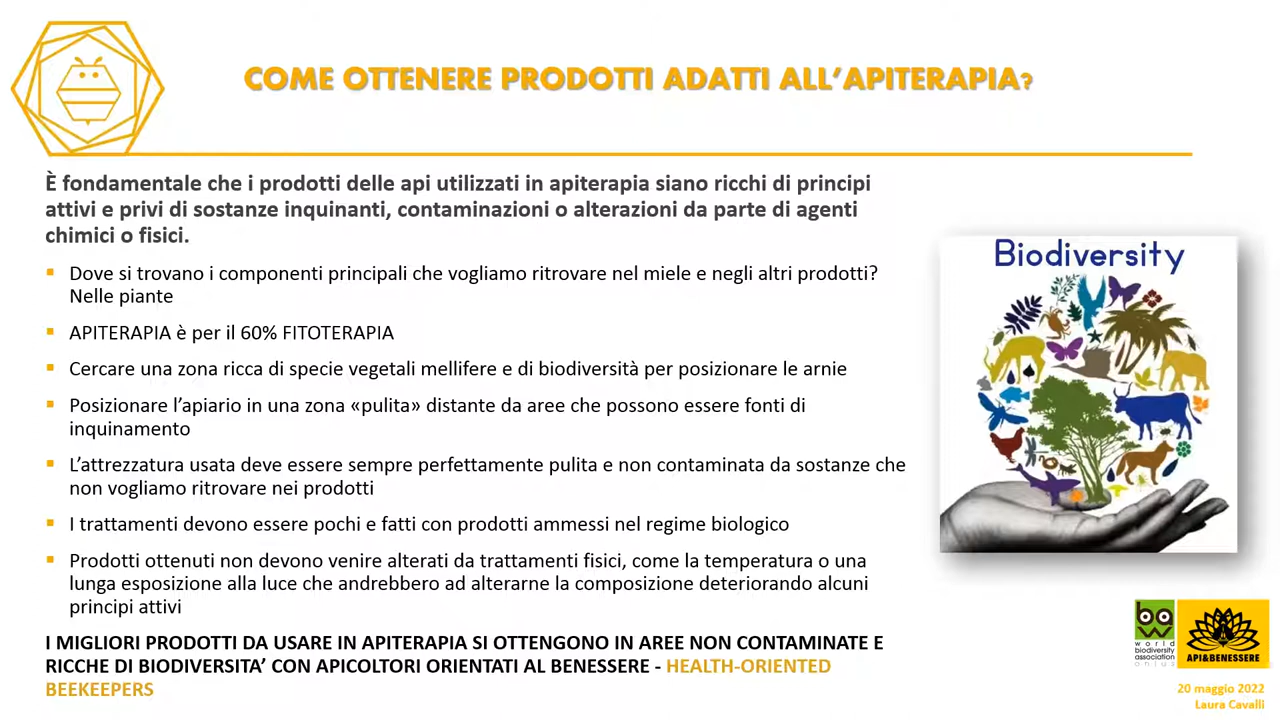 COME OTTENERE PRODOTTI ADATTI ALL'APITERAPIA?
È fondamentale che i prodotti delle api utilizzati in apiterapia siano ricchi di principi
attivi e privi di sostanze inquinanti, contaminazioni o alterazioni da parte di agenti
chimici o fisici.
▪ Dove si trovano i componenti principali che vogliamo ritrovare nel miele e negli altri prodotti?
Nelle piante
▪ APITERAPIA è per il 60% FITOTERAPIA
▪ Cercare una zona ricca di specie vegetali mellifere e di biodiversità per posizionare le arnie
▪ Posizionare l'apiario in una zona «pulita» distante da aree che possono essere fonti di
inquinamento
▪ L'attrezzatura usata deve essere sempre perfettamente pulita e non contaminata da sostanze che
non vogliamo ritrovare nei prodotti
▪ I trattamenti devono essere pochi e fatti con prodotti ammessi nel regime biologico
▪ Prodotti ottenuti non devono venire alterati da trattamenti fisici, come la temperatura o una
lunga esposizione alla luce che andrebbero ad alterarne la composizione deteriorando alcuni
principi attivi
I MIGLIORI PRODOTTI DA USARE IN APITERAPIA SI OTTENGONO IN AREE NON CONTAMINATE E
RICCHE DI BIODIVERSITA' CON APICOLTORI ORIENTATI AL BENESSERE - HEALTH-ORIENTED
BEEKEEPERS
Biodiversity
baw
world
biodiversity
association
onlus
API&BENESSERE
20 maggio 2022
Laura Cavalli